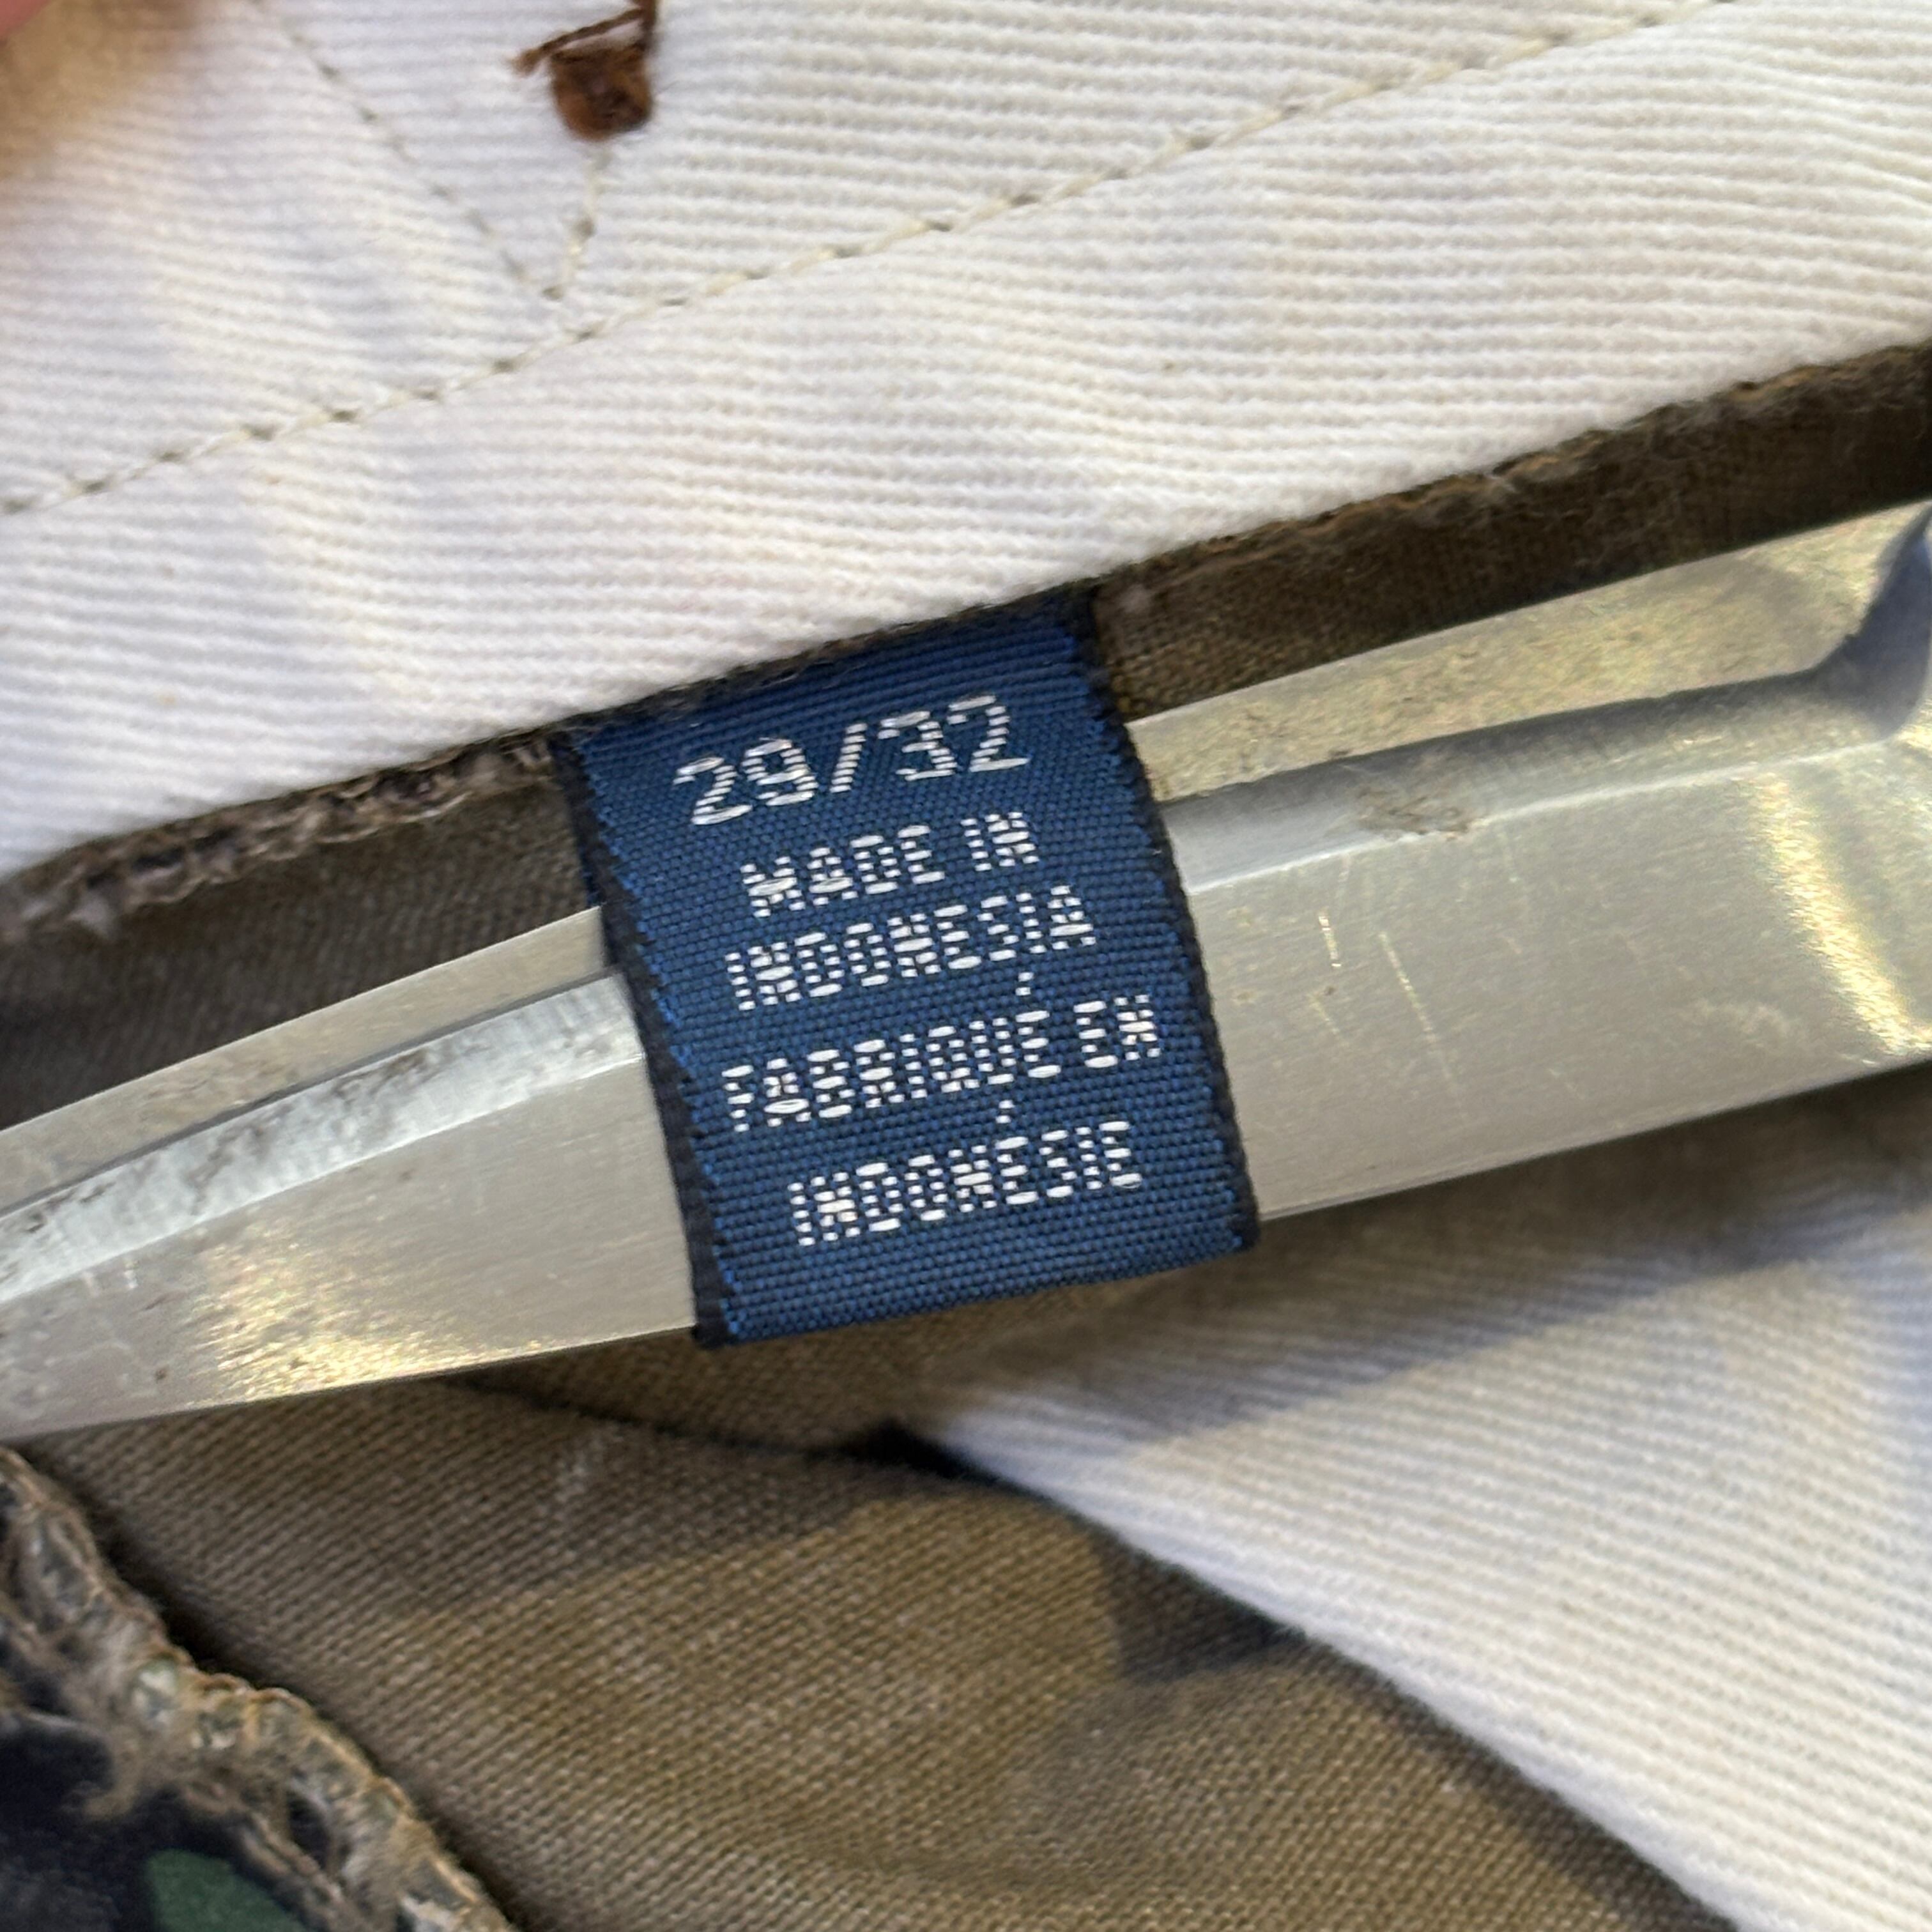 29/32
MADE IN
INDONESIA
FABRIQUÉ EN
INDONÉSIE